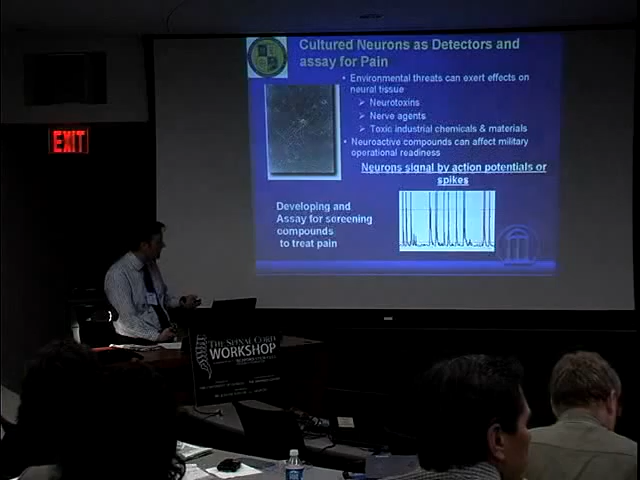 Cultured Neurons as Detectors and
assay for Pain
• Environmental threats can exert effects on
neural tissue
➢ Neurotoxins
➢ Nerve agents
➢ Toxic industrial chemicals & materials
• Neuroactive compounds can affect military
operational readiness
Neurons signal by action potentials or
spikes
Developing and
Assay for screening
compounds
to treat pain
EXIT
THE SPINAL CORD
WORKSHOP